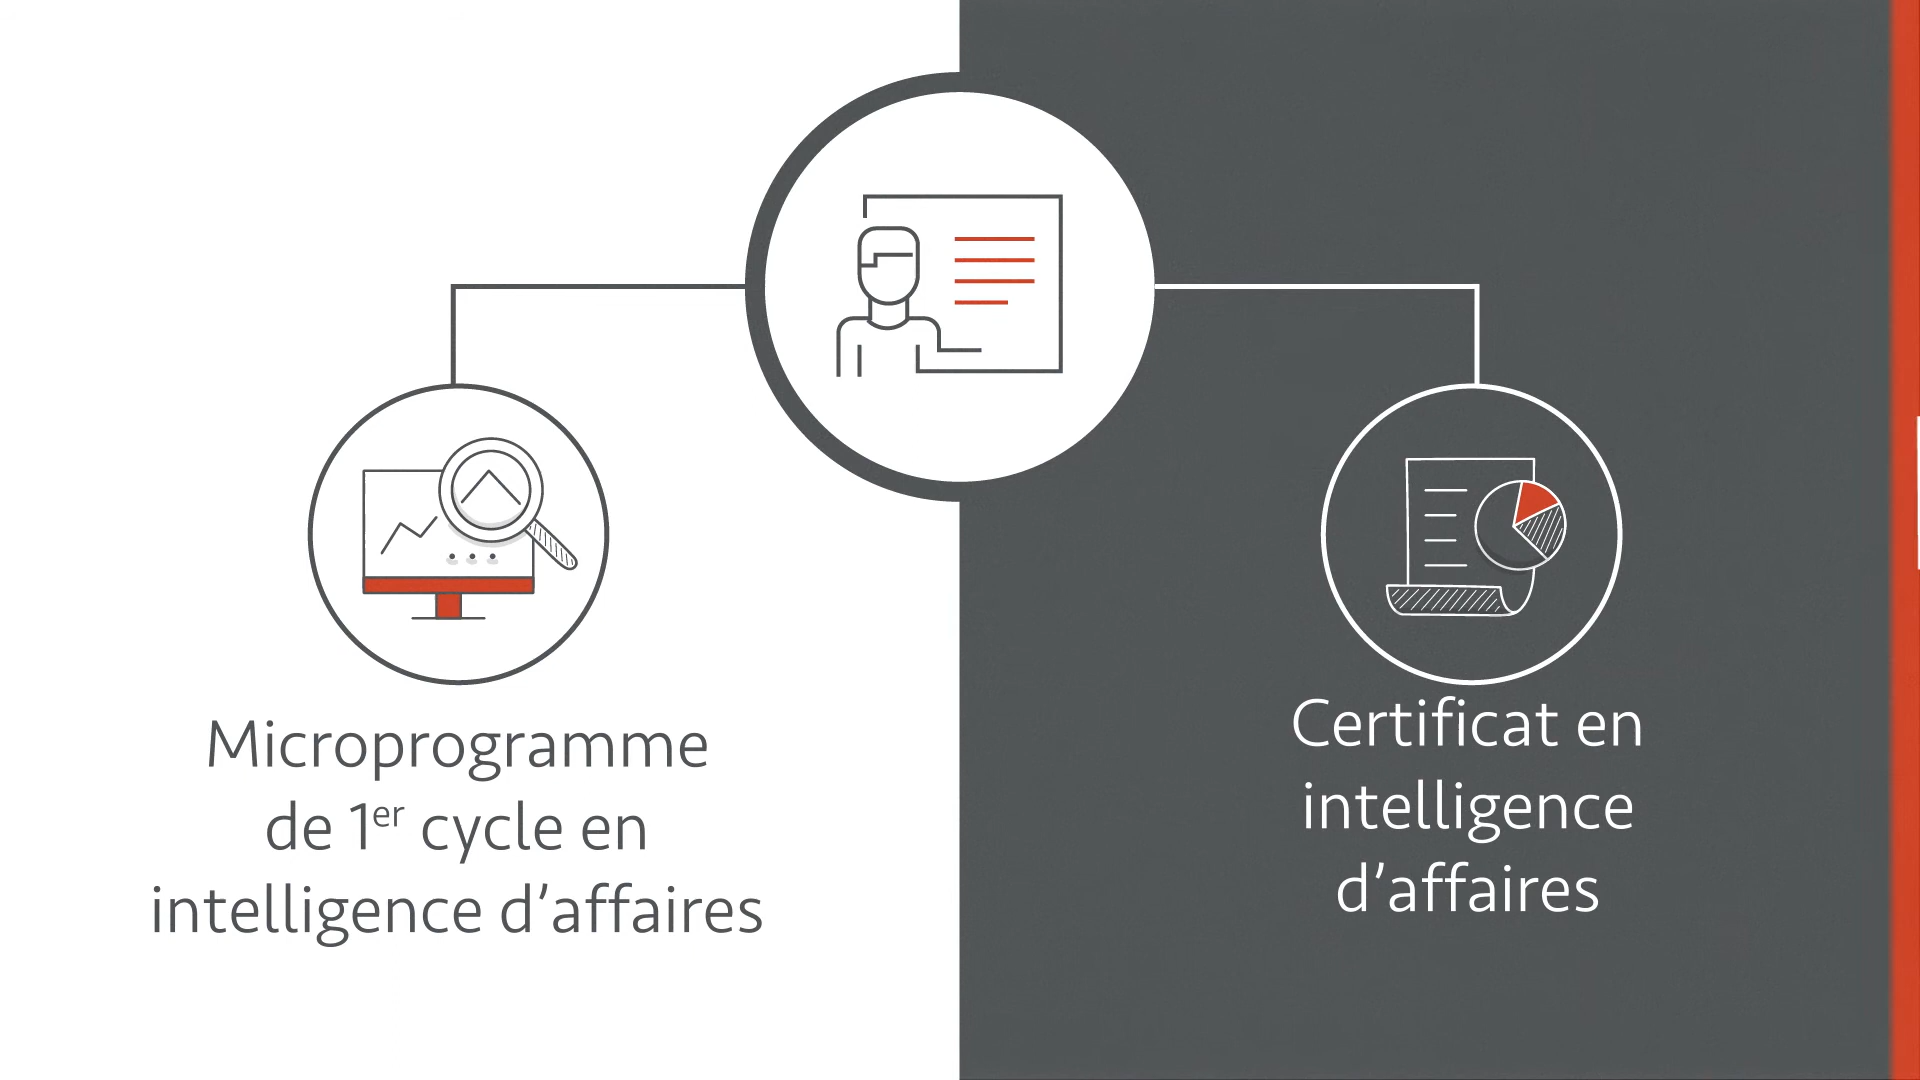 Microprogramme
de 1er cycle en
intelligence d’affaires
Certificat en
intelligence
d’affaires